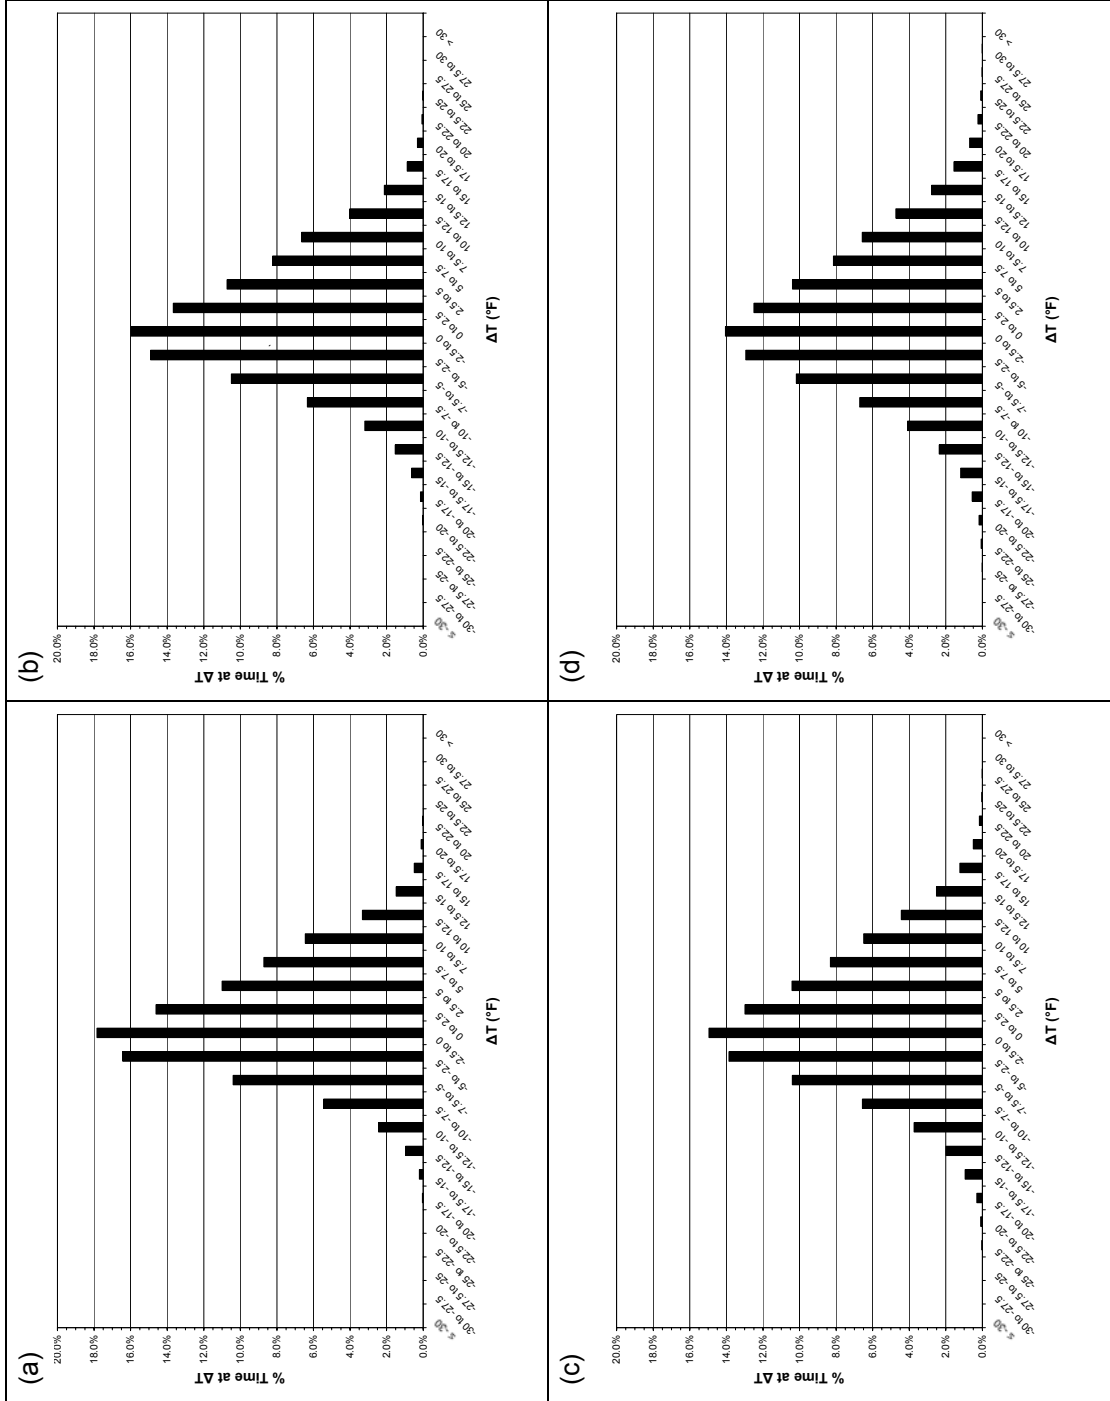 (a)
20.0%
18.0%
16.0%
14.0%
12.0%
10.0%
8.0%
6.0%
4.0%
2.0%
0.0%
% Time at ΔT
≤ -30
-30 to -27.5
-27.5 to -25
-25 to -22.5
-22.5 to -20
-20 to -17.5
-17.5 to -15
-15 to -12.5
-12.5 to -10
-10 to -7.5
-7.5 to -5
-5 to -2.5
-2.5 to 0
0 to 2.5
2.5 to 5
5 to 7.5
7.5 to 10
10 to 12.5
12.5 to 15
15 to 17.5
17.5 to 20
20 to 22.5
22.5 to 25
25 to 27.5
27.5 to 30
> 30
ΔT (°F)
(b)
20.0%
18.0%
16.0%
14.0%
12.0%
10.0%
8.0%
6.0%
4.0%
2.0%
0.0%
% Time at ΔT
≤ -30
-30 to -27.5
-27.5 to -25
-25 to -22.5
-22.5 to -20
-20 to -17.5
-17.5 to -15
-15 to -12.5
-12.5 to -10
-10 to -7.5
-7.5 to -5
-5 to -2.5
-2.5 to 0
0 to 2.5
2.5 to 5
5 to 7.5
7.5 to 10
10 to 12.5
12.5 to 15
15 to 17.5
17.5 to 20
20 to 22.5
22.5 to 25
25 to 27.5
27.5 to 30
> 30
ΔT (°F)
(c)
20.0%
18.0%
16.0%
14.0%
12.0%
10.0%
8.0%
6.0%
4.0%
2.0%
0.0%
% Time at ΔT
≤ -30
-30 to -27.5
-27.5 to -25
-25 to -22.5
-22.5 to -20
-20 to -17.5
-17.5 to -15
-15 to -12.5
-12.5 to -10
-10 to -7.5
-7.5 to -5
-5 to -2.5
-2.5 to 0
0 to 2.5
2.5 to 5
5 to 7.5
7.5 to 10
10 to 12.5
12.5 to 15
15 to 17.5
17.5 to 20
20 to 22.5
22.5 to 25
25 to 27.5
27.5 to 30
> 30
ΔT (°F)
(d)
20.0%
18.0%
16.0%
14.0%
12.0%
10.0%
8.0%
6.0%
4.0%
2.0%
0.0%
% Time at ΔT
≤ -30
-30 to -27.5
-27.5 to -25
-25 to -22.5
-22.5 to -20
-20 to -17.5
-17.5 to -15
-15 to -12.5
-12.5 to -10
-10 to -7.5
-7.5 to -5
-5 to -2.5
-2.5 to 0
0 to 2.5
2.5 to 5
5 to 7.5
7.5 to 10
10 to 12.5
12.5 to 15
15 to 17.5
17.5 to 20
20 to 22.5
22.5 to 25
25 to 27.5
27.5 to 30
> 30
ΔT (°F)